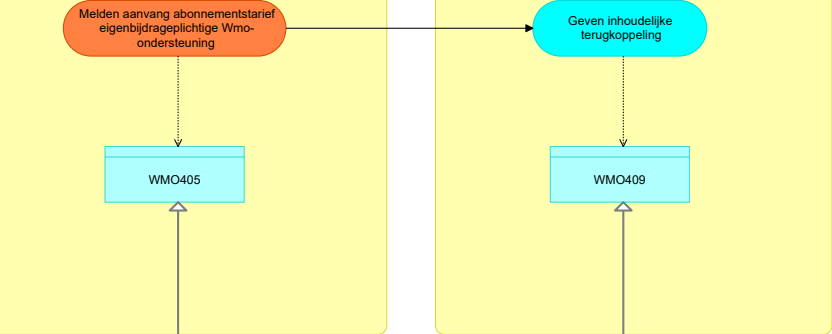 Melden aanvang abonnementstarief
eigenbijdrageplichtige Wmo-
ondersteuning
Geven inhoudelijke
terugkoppeling
WMO405
WMO409